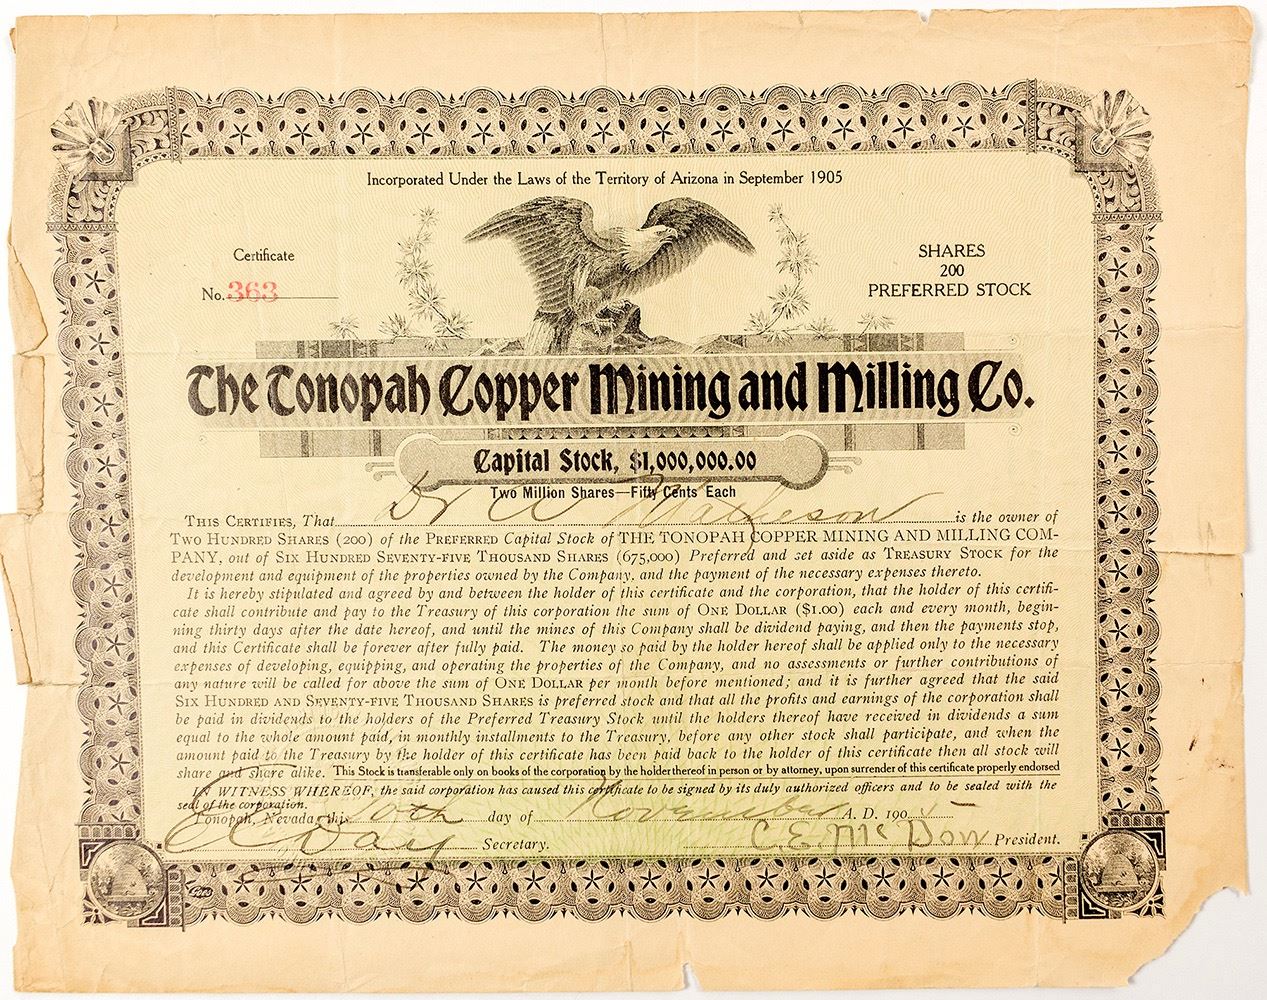 Incorporated Under the Laws of the Territory of Arizona in September 1905
Certificate
No. 363
SHARES
200
PREFERRED STOCK
The Tonopah Copper Mining and Milling Co.
Capital Stock, $1,000,000.00
Two Million Shares—Fifty Cents Each
THIS CERTIFIES, That Dr A Matheson is the owner of
TWO HUNDRED SHARES (200) of the PREFERRED Capital Stock of THE TONOPAH COPPER MINING AND MILLING COM-
PANY, out of SIX HUNDRED SEVENTY-FIVE THOUSAND SHARES (675,000) Preferred and set aside as TREASURY STOCK for the
development and equipment of the properties owned by the Company, and the payment of the necessary expenses thereto.
It is hereby stipulated and agreed by and between the holder of this certificate and the corporation, that the holder of this certifi-
cate shall contribute and pay to the Treasury of this corporation the sum of ONE DOLLAR ($1.00) each and every month, begin-
ning thirty days after the date hereof, and until the mines of this Company shall be dividend paying, and then the payments stop,
and this Certificate shall be forever after fully paid. The money so paid by the holder hereof shall be applied only to the necessary
expenses of developing, equipping, and operating the properties of the Company, and no assessments or further contributions of
any nature will be called for above the sum of ONE DOLLAR per month before mentioned; and it is further agreed that the said
SIX HUNDRED AND SEVENTY-FIVE THOUSAND SHARES is preferred stock and that all the profits and earnings of the corporation shall
be paid in dividends to the holders of the Preferred Treasury Stock until the holders thereof have received in dividends a sum
equal to the whole amount paid, in monthly installments to the Treasury, before any other stock shall participate, and when the
amount paid to the Treasury by the holder of this certificate has been paid back to the holder of this certificate then all stock will
share and share alike. This Stock is transferable only on books of the corporation by the holder thereof in person or by attorney, upon surrender of this certificate properly endorsed
IN WITNESS WHEREOF, the said corporation has caused this certificate to be signed by its duly authorized officers and to be sealed with the
seal of the corporation.
Tonopah, Nevada, this 10th day of November A. D. 1905
Day Secretary. C. E. McDow President.